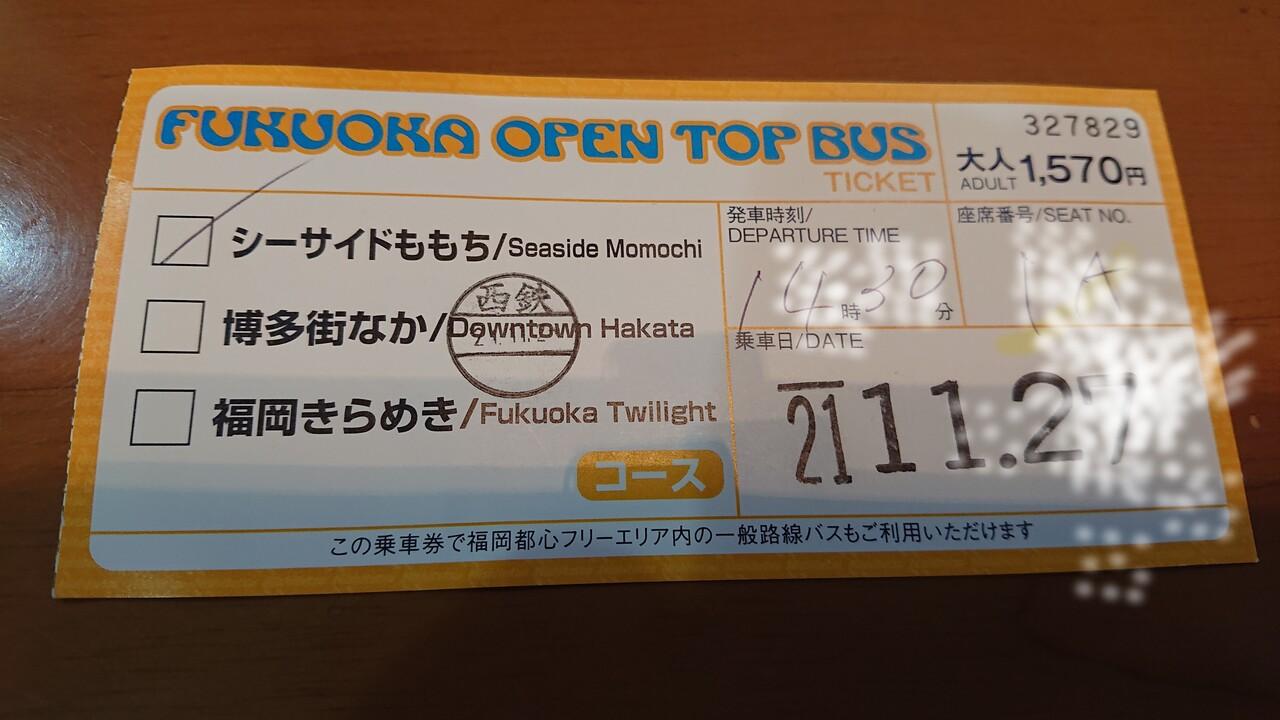 FUKUOKA OPEN TOP BUS
TICKET
327829
大人 1,570円
ADULT
シーサイドももち/Seaside Momochi
博多街なか/Downtown Hakata
福岡きらめき/Fukuoka Twilight
コース
西鉄
発車時刻/
DEPARTURE TIME
14時30分
座席番号/SEAT NO.
1A
乗車日/DATE
21 11.27
この乗車券で福岡都心フリーエリア内の一般路線バスもご利用いただけます